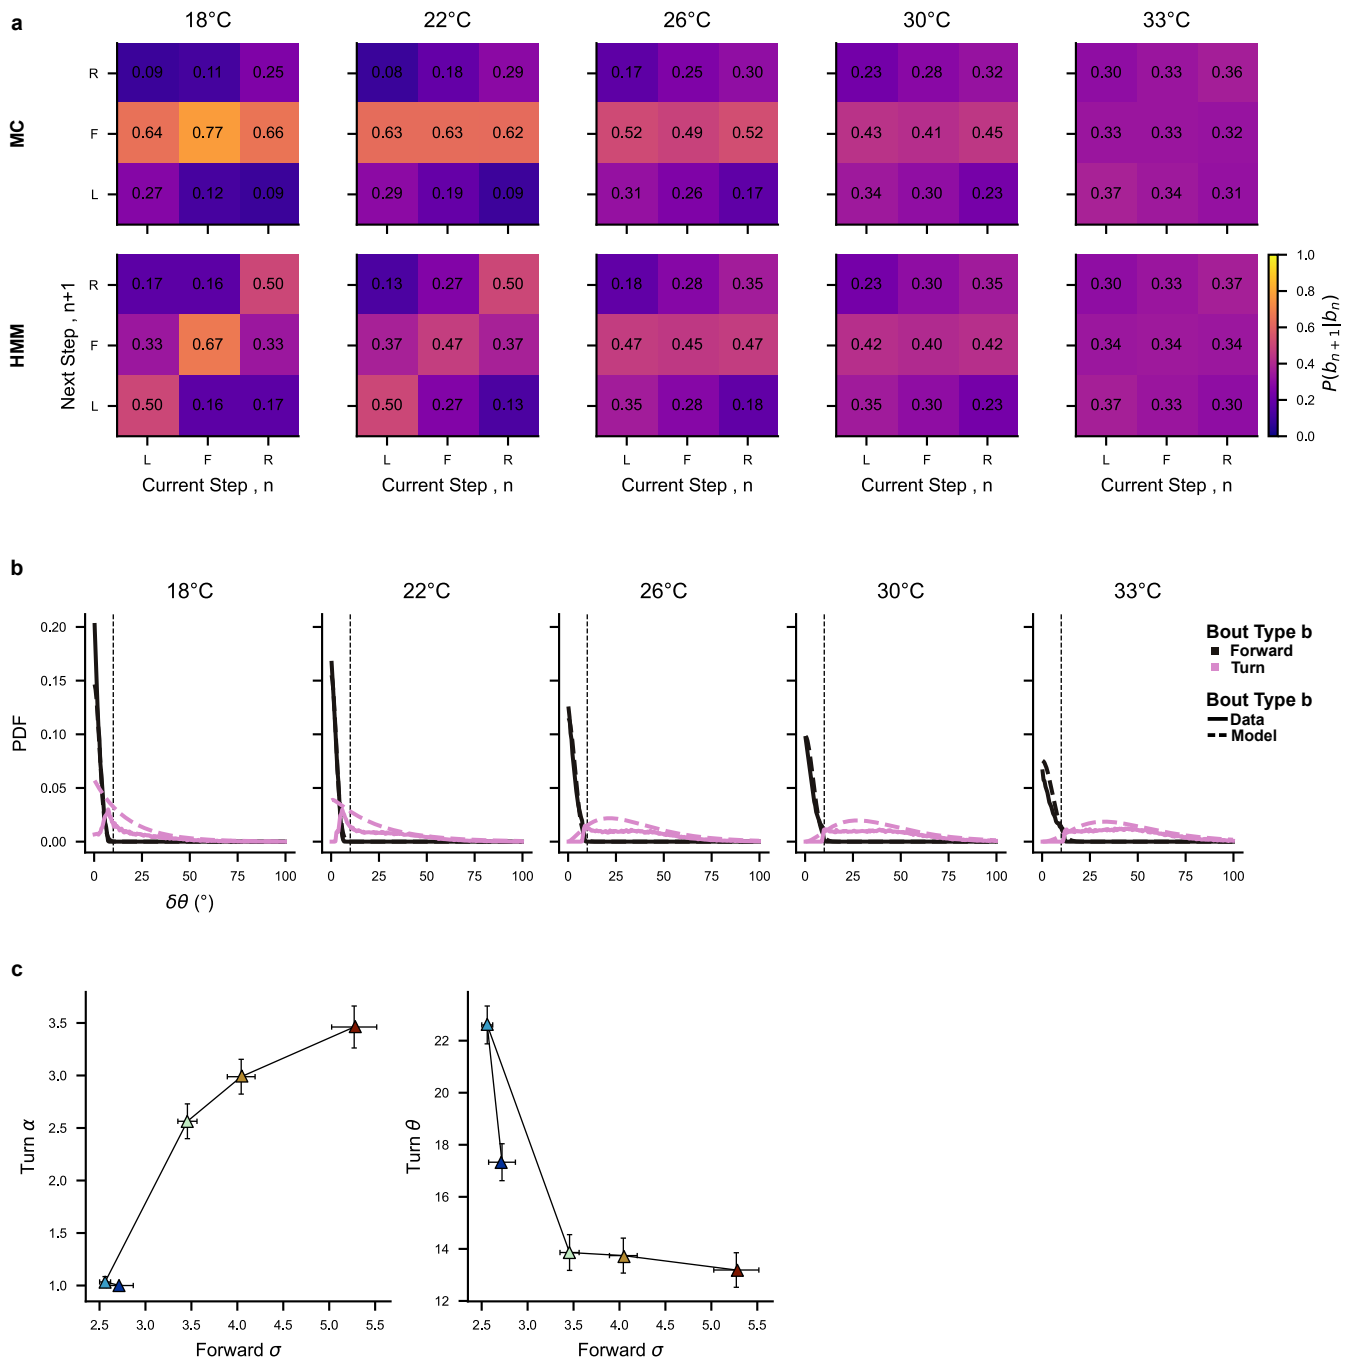 a
18°C 22°C 26°C 30°C 33°C
MC
R 0.09 0.11 0.25 0.08 0.18 0.29 0.17 0.25 0.30 0.23 0.28 0.32 0.30 0.33 0.36
F 0.64 0.77 0.66 0.63 0.63 0.62 0.52 0.49 0.52 0.43 0.41 0.45 0.33 0.33 0.32
L 0.27 0.12 0.09 0.29 0.19 0.09 0.31 0.26 0.17 0.34 0.30 0.23 0.37 0.34 0.31
HMM
Next Step , n+1
R 0.17 0.16 0.50 0.13 0.27 0.50 0.18 0.28 0.35 0.23 0.30 0.35 0.30 0.33 0.37
F 0.33 0.67 0.33 0.37 0.47 0.37 0.47 0.45 0.47 0.42 0.40 0.42 0.34 0.34 0.34
L 0.50 0.16 0.17 0.50 0.27 0.13 0.35 0.28 0.18 0.35 0.30 0.23 0.37 0.33 0.30
L F R L F R L F R L F R L F R
Current Step , n Current Step , n Current Step , n Current Step , n Current Step , n
1.0
0.8
0.6
0.4
0.2
0.0
P(bn+1|bn)
b
18°C 22°C 26°C 30°C 33°C
PDF
0.20
0.15
0.10
0.05
0.00
0 25 50 75 100 0 25 50 75 100 0 25 50 75 100 0 25 50 75 100 0 25 50 75 100
δθ (°)
Bout Type b
Forward
Turn
Bout Type b
Data
Model
c
Turn α
3.5
3.0
2.5
2.0
1.5
1.0
2.5 3.0 3.5 4.0 4.5 5.0 5.5
Forward σ
Turn θ
22
20
18
16
14
12
2.5 3.0 3.5 4.0 4.5 5.0 5.5
Forward σ